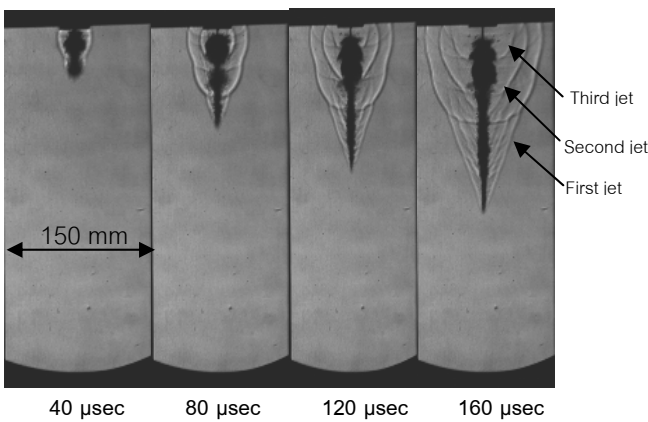 Third jet
Second jet
First jet
150 mm
40 µsec
80 µsec
120 µsec
160 µsec